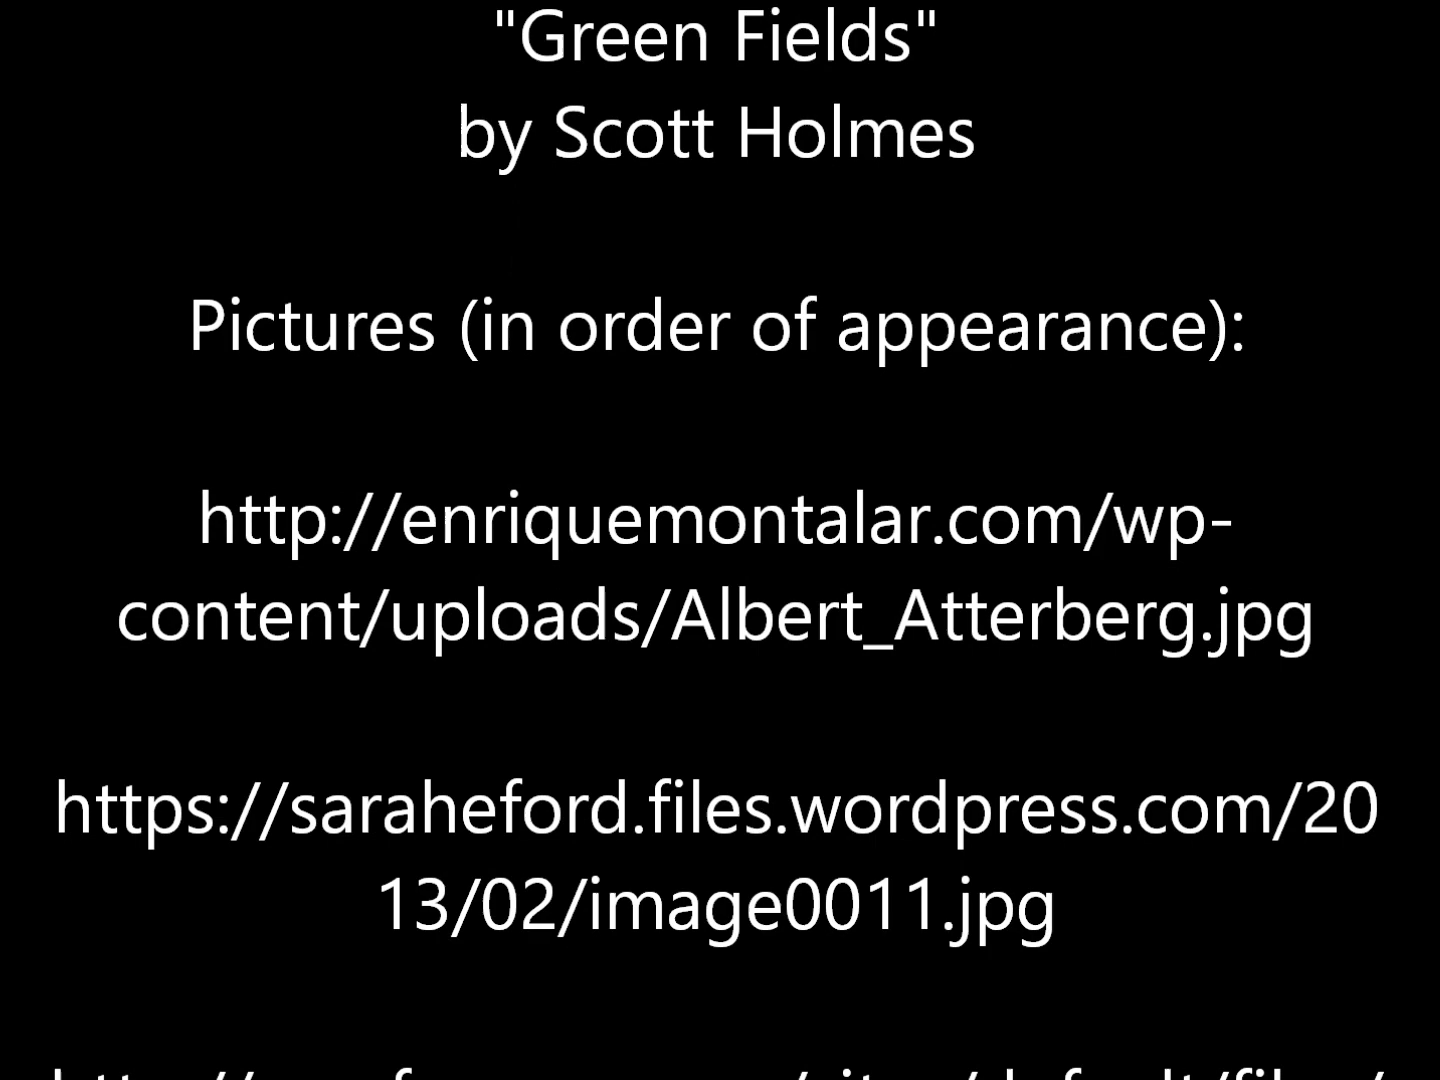 "Green Fields"
by Scott Holmes
Pictures (in order of appearance):
http://enriquemontalar.com/wp-
content/uploads/Albert_Atterberg.jpg
https://saraheford.files.wordpress.com/20
13/02/image0011.jpg